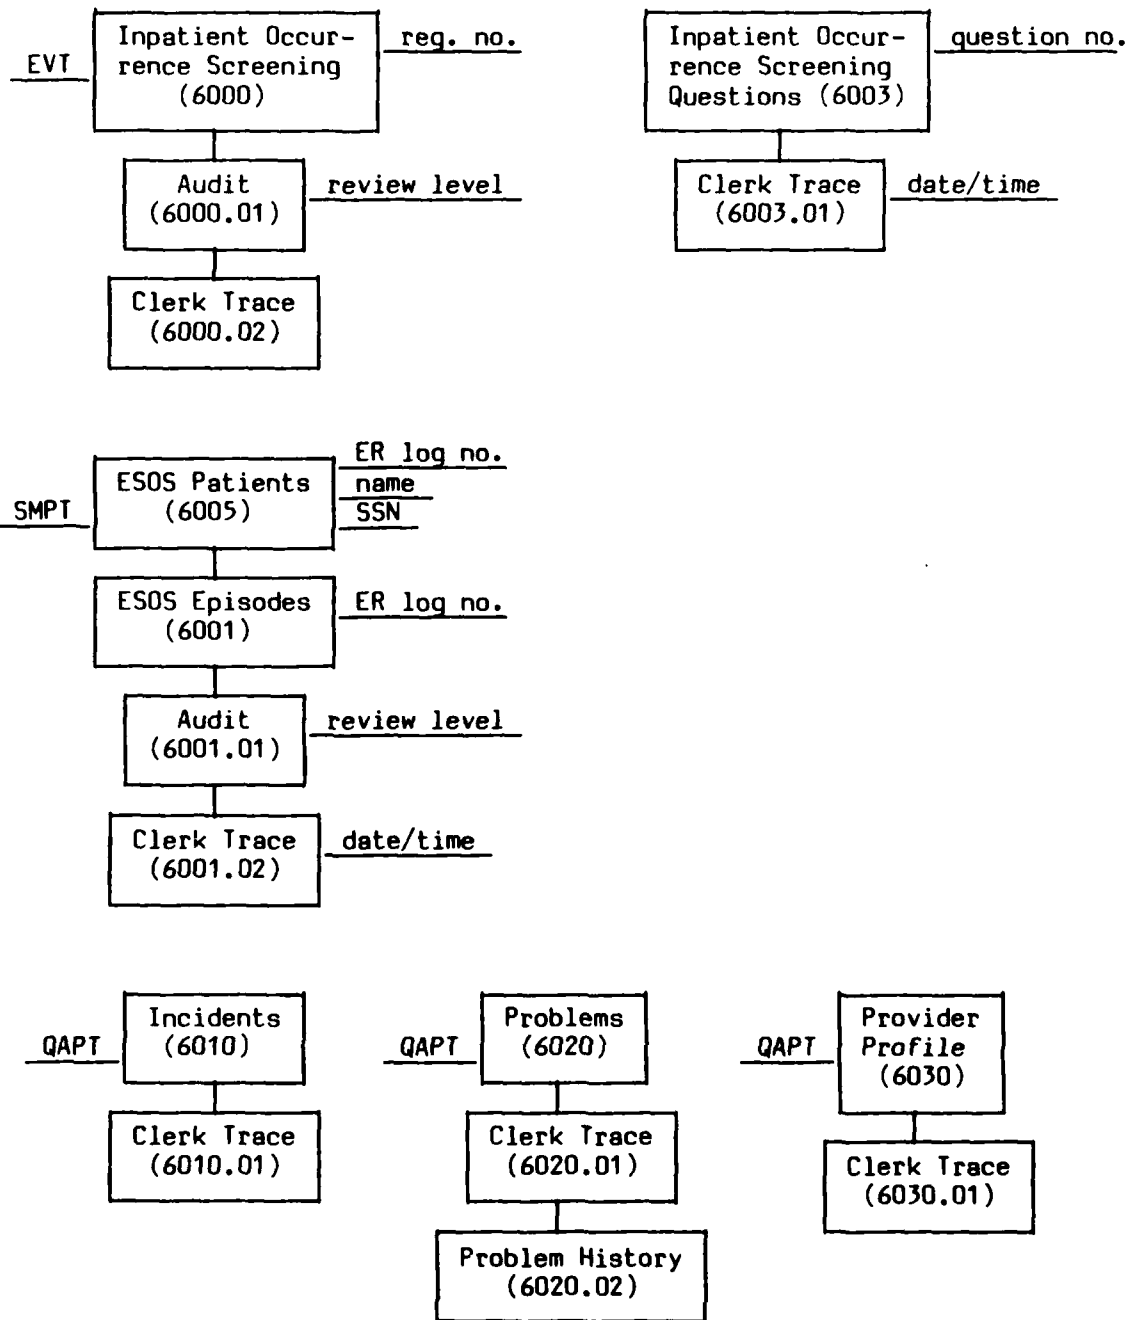 EVT
Inpatient Occur-
rence Screening
(6000)
reg. no.
Audit
(6000.01)
review level
Clerk Trace
(6000.02)
Inpatient Occur-
rence Screening
Questions (6003)
question no.
Clerk Trace
(6003.01)
date/time
SMPT
ESOS Patients
(6005)
ER log no.
name
SSN
ESOS Episodes
(6001)
ER log no.
Audit
(6001.01)
review level
Clerk Trace
(6001.02)
date/time
QAPT
Incidents
(6010)
Clerk Trace
(6010.01)
QAPT
Problems
(6020)
Clerk Trace
(6020.01)
Problem History
(6020.02)
QAPT
Provider
Profile
(6030)
Clerk Trace
(6030.01)